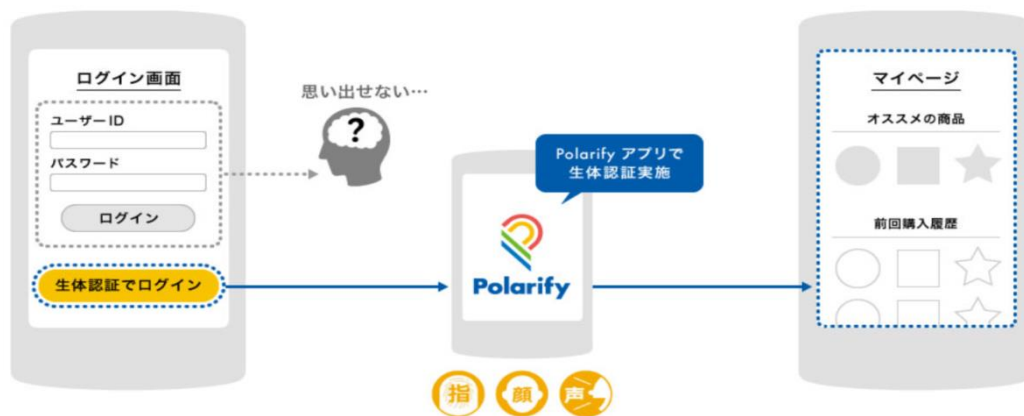 ログイン画面
ユーザーID
パスワード
ログイン
生体認証でログイン
思い出せない…
?
Polarify アプリで
生体認証実施
Polarify
指
顔
声
マイページ
オススメの商品
前回購入履歴